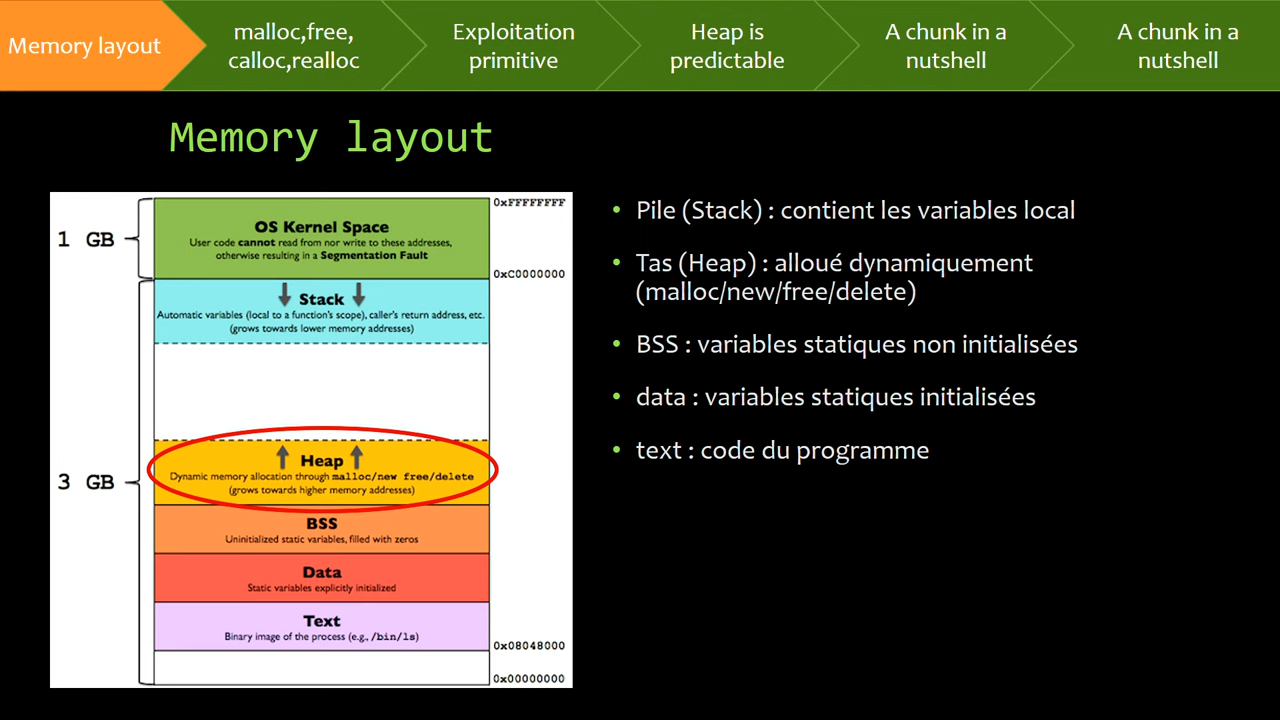 Memory layout
malloc,free,
calloc,realloc
Exploitation
primitive
Heap is
predictable
A chunk in a
nutshell
A chunk in a
nutshell
Memory layout
1 GB
OS Kernel Space
User code cannot read from nor write to these addresses,
otherwise resulting in a Segmentation Fault
0xFFFFFFFF
0xC0000000
Stack
Automatic variables (local to a function's scope), caller's return address, etc.
(grows towards lower memory addresses)
3 GB
Heap
Dynamic memory allocation through malloc/new free/delete
(grows towards higher memory addresses)
BSS
Uninitialized static variables, filled with zeros
Data
Static variables explicitly initialized
Text
Binary image of the process (e.g., /bin/ls)
0x08048000
0x00000000
• Pile (Stack) : contient les variables local
• Tas (Heap) : alloué dynamiquement
(malloc/new/free/delete)
• BSS : variables statiques non initialisées
• data : variables statiques initialisées
• text : code du programme